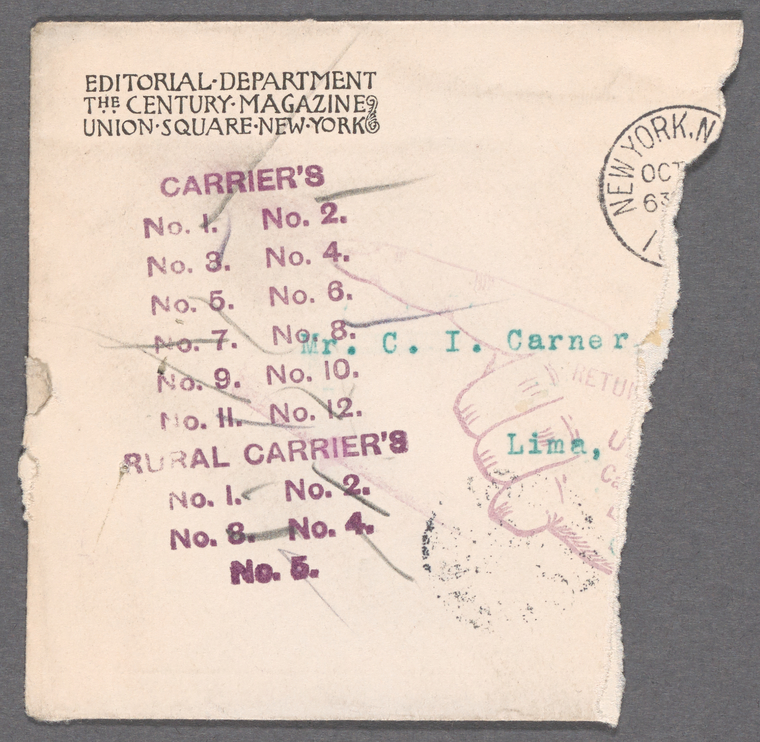 EDITORIAL·DEPARTMENT
THE CENTURY·MAGAZINE
UNION·SQUARE·NEW·YORK
NEW YORK, N
OCT
63
1
CARRIER'S
No. 1. No. 2.
No. 3. No. 4.
No. 5. No. 6.
No. 7. No. 8.
No. 9. No. 10.
No. 11. No. 12.
Mr. C. I. Carner
RETUR
Lima,
RURAL CARRIER'S
No. 1. No. 2.
No. 3. No. 4.
No. 5.